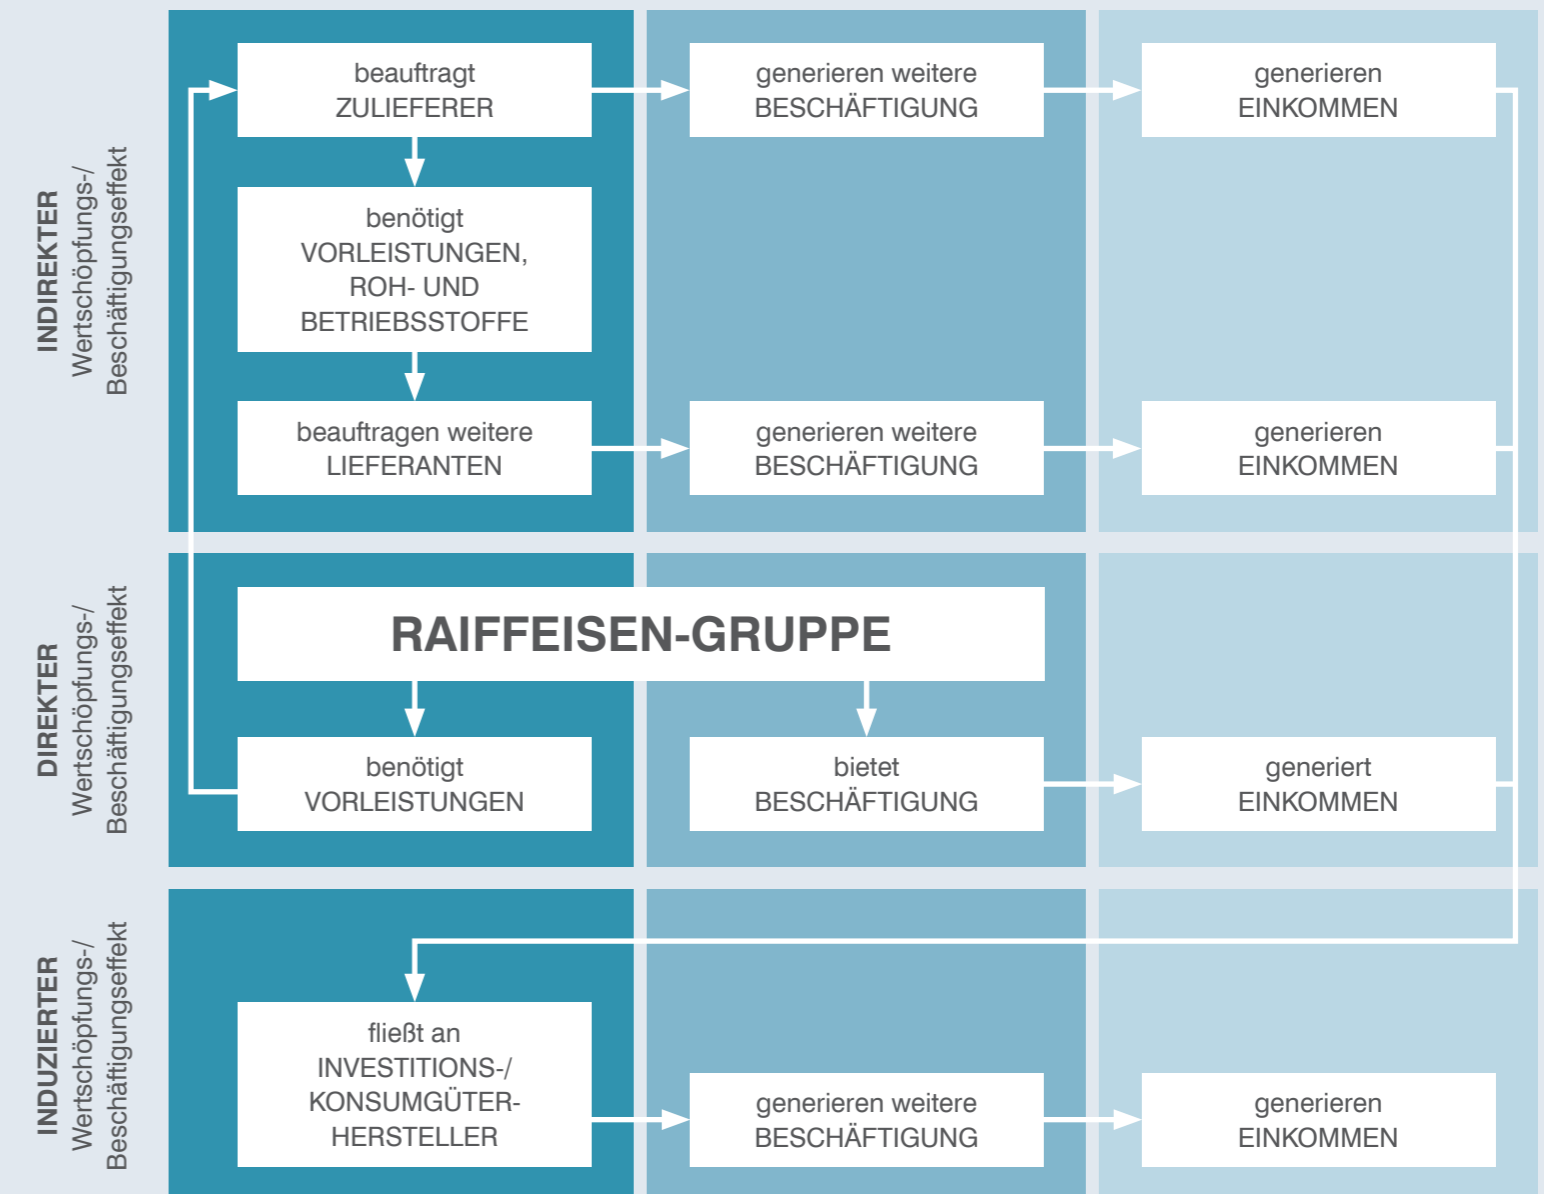 INDIREKTER
Wertschöpfungs-/
Beschäftigungseffekt
beauftragt
ZULIEFERER
generieren weitere
BESCHÄFTIGUNG
generieren
EINKOMMEN
benötigt
VORLEISTUNGEN,
ROH- UND
BETRIEBSSTOFFE
beauftragen weitere
LIEFERANTEN
generieren weitere
BESCHÄFTIGUNG
generieren
EINKOMMEN
DIREKTER
Wertschöpfungs-/
Beschäftigungseffekt
RAIFFEISEN-GRUPPE
benötigt
VORLEISTUNGEN
bietet
BESCHÄFTIGUNG
generiert
EINKOMMEN
INDUZIERTER
Wertschöpfungs-/
Beschäftigungseffekt
fließt an
INVESTITIONS-/
KONSUMGÜTER-
HERSTELLER
generieren weitere
BESCHÄFTIGUNG
generieren
EINKOMMEN